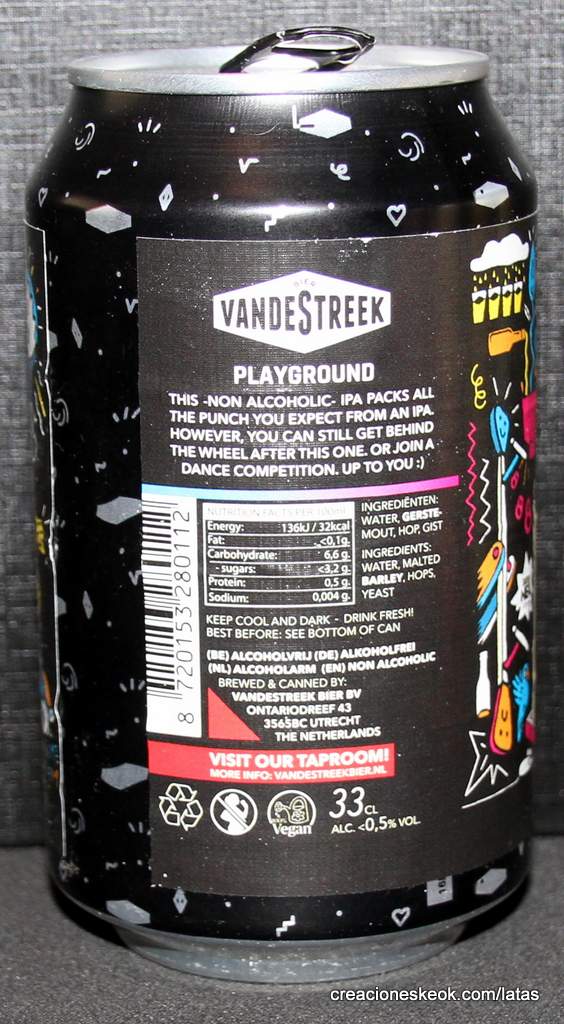 BIER
VANDESTREEK
PLAYGROUND
THIS -NON ALCOHOLIC- IPA PACKS ALL
THE PUNCH YOU EXPECT FROM AN IPA.
HOWEVER, YOU CAN STILL GET BEHIND
THE WHEEL AFTER THIS ONE. OR JOIN A
DANCE COMPETITION. UP TO YOU :)
NUTRITION FACTS PER 100ml
Energy: 136kJ / 32kcal
Fat: <0,1g
Carbohydrate: 6,6 g
- sugars: <3,2 g
Protein: 0,5 g
Sodium: 0,004 g
INGREDIËNTEN:
WATER, GERSTE-
MOUT, HOP, GIST
INGREDIENTS:
WATER, MALTED
BARLEY, HOPS,
YEAST
8 720153 280112
KEEP COOL AND DARK - DRINK FRESH!
BEST BEFORE: SEE BOTTOM OF CAN
(BE) ALCOHOLVRIJ (DE) ALKOHOLFREI
(NL) ALCOHOLARM (EN) NON ALCOHOLIC
BREWED & CANNED BY:
VANDESTREEK BIER BV
ONTARIODREEF 43
3565BC UTRECHT
THE NETHERLANDS
VISIT OUR TAPROOM!
MORE INFO: VANDESTREEKBIER.NL
Vegan
33CL
ALC. <0,5% VOL.
creacioneskeok.com/latas